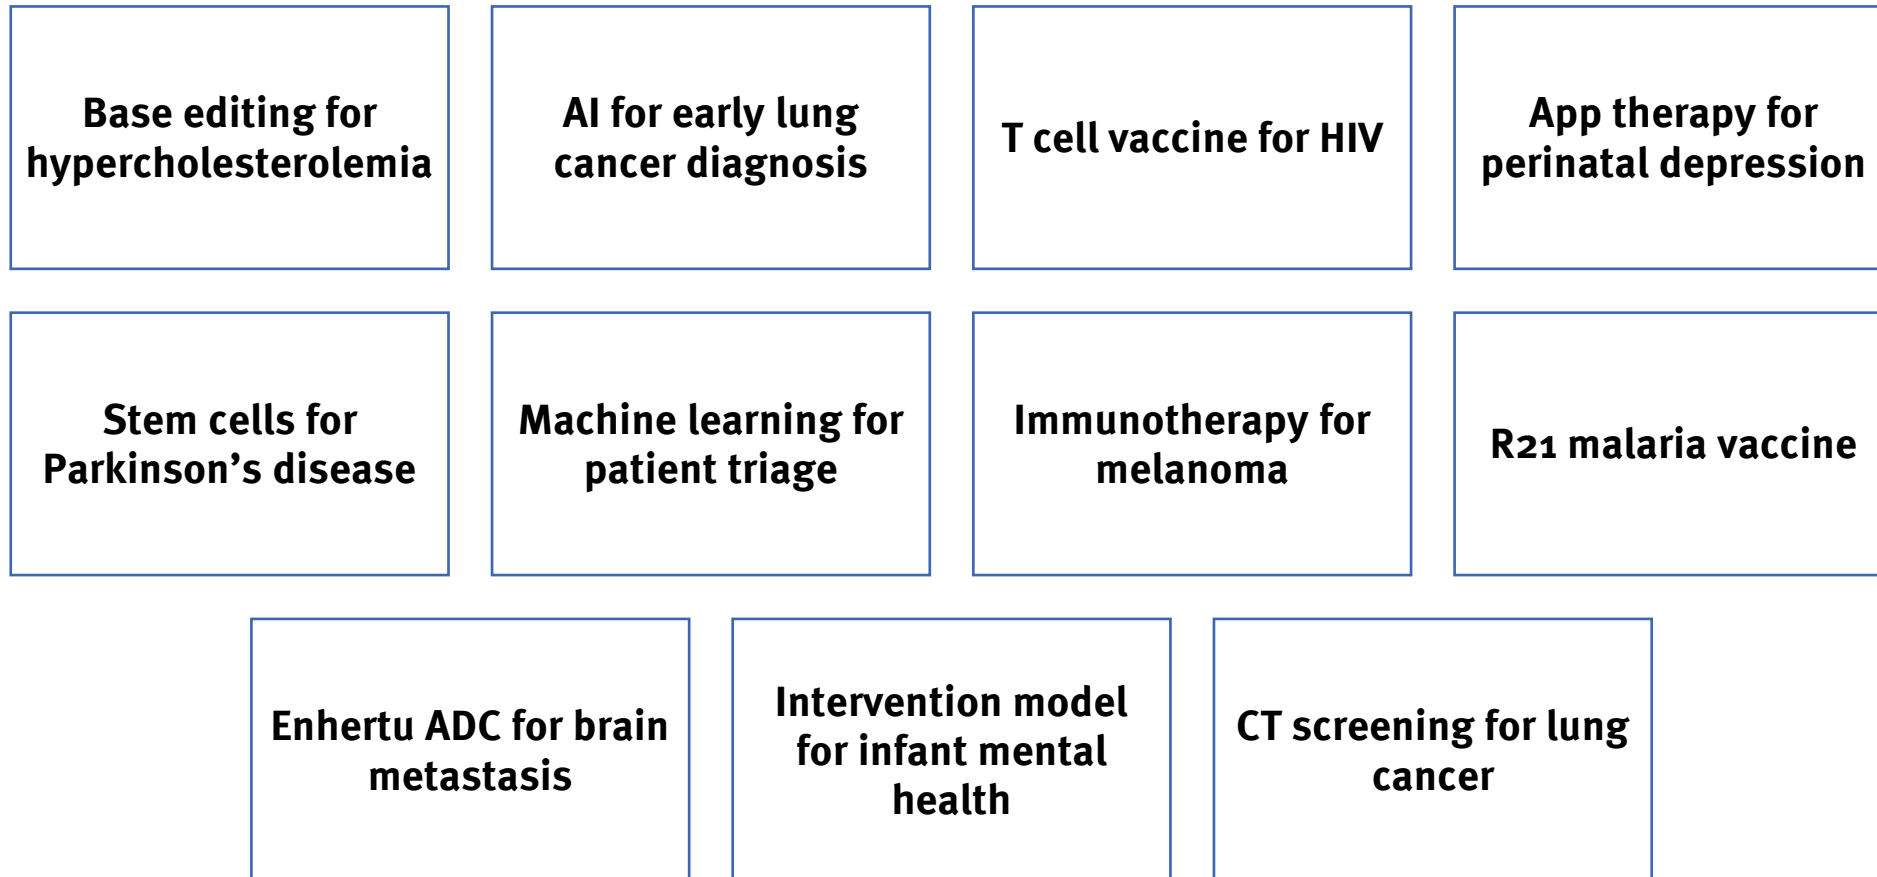 Base editing for
hypercholesterolemia
AI for early lung
cancer diagnosis
T cell vaccine for HIV
App therapy for
perinatal depression
Stem cells for
Parkinson’s disease
Machine learning for
patient triage
Immunotherapy for
melanoma
R21 malaria vaccine
Enhertu ADC for brain
metastasis
Intervention model
for infant mental
health
CT screening for lung
cancer